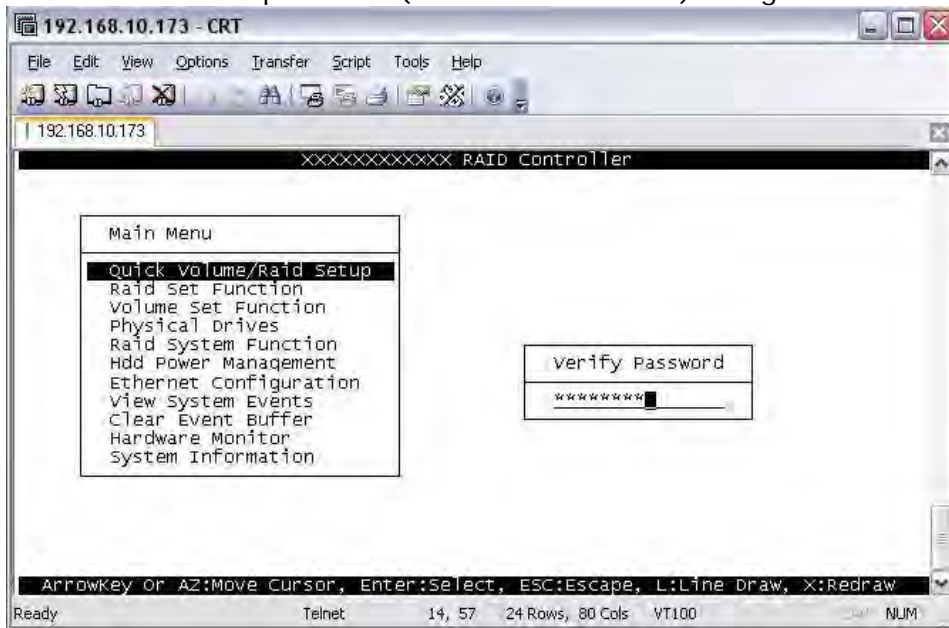 192.168.10.173 - CRT
File Edit View Options Transfer Script Tools Help
192.168.10.173
XXXXXXXXXXXX RAID Controller
Main Menu
Quick Volume/Raid Setup
Raid Set Function
Volume Set Function
Physical Drives
Raid System Function
Hdd Power Management
Ethernet Configuration
View System Events
Clear Event Buffer
Hardware Monitor
System Information
Verify Password
********
ArrowKey Or AZ:Move Cursor, Enter:Select, ESC:Escape, L:Line Draw, X:Redraw
Ready Telnet 14, 57 24 Rows, 80 Cols VT100 NUM